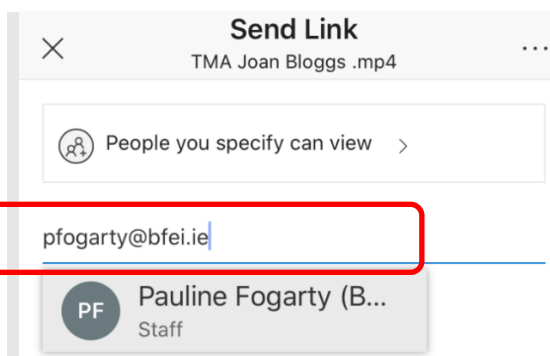 Send Link
TMA Joan Bloggs .mp4
People you specify can view
pfogarty@bfei.ie
PF
Pauline Fogarty (B...
Staff